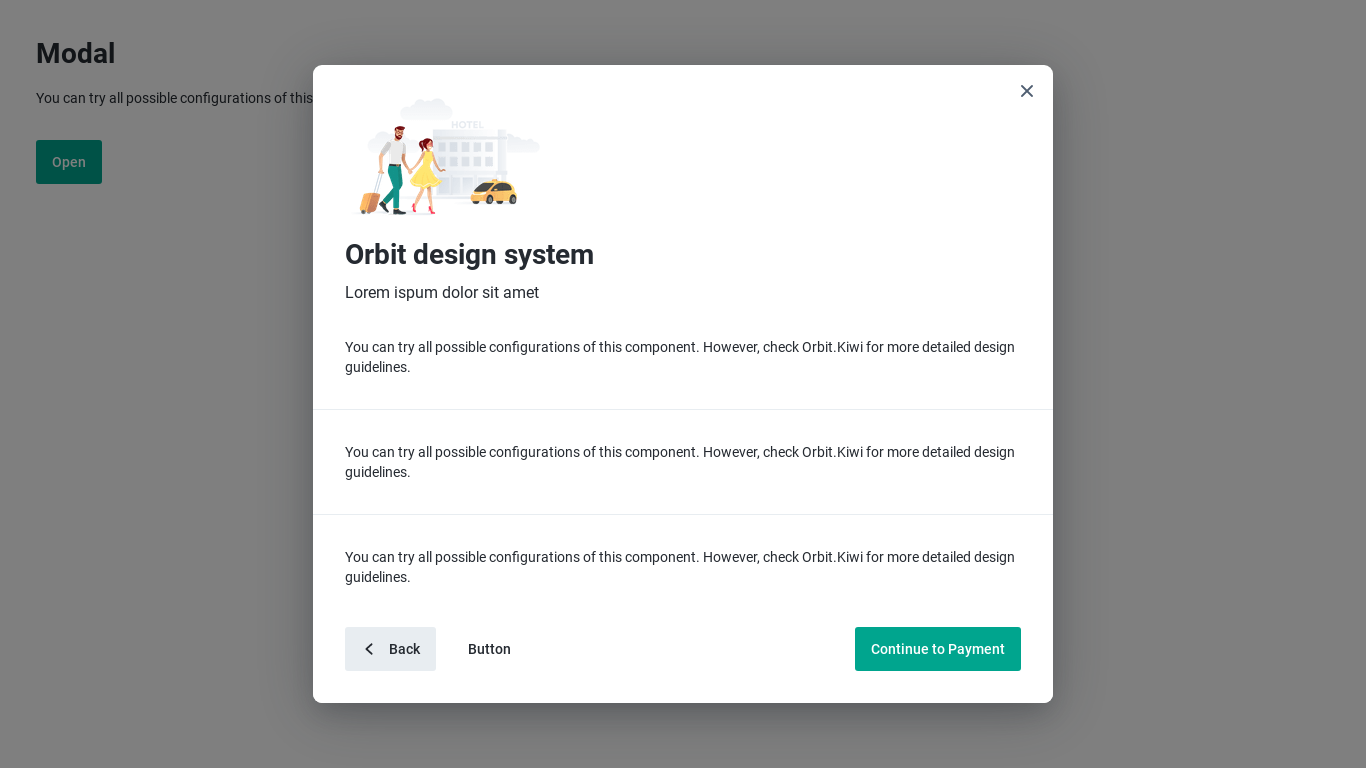 Modal
You can try all possible configurations of this
Open
HOTEL
Orbit design system
Lorem ispum dolor sit amet
You can try all possible configurations of this component. However, check Orbit.Kiwi for more detailed design
guidelines.
You can try all possible configurations of this component. However, check Orbit.Kiwi for more detailed design
guidelines.
You can try all possible configurations of this component. However, check Orbit.Kiwi for more detailed design
guidelines.
Back
Button
Continue to Payment